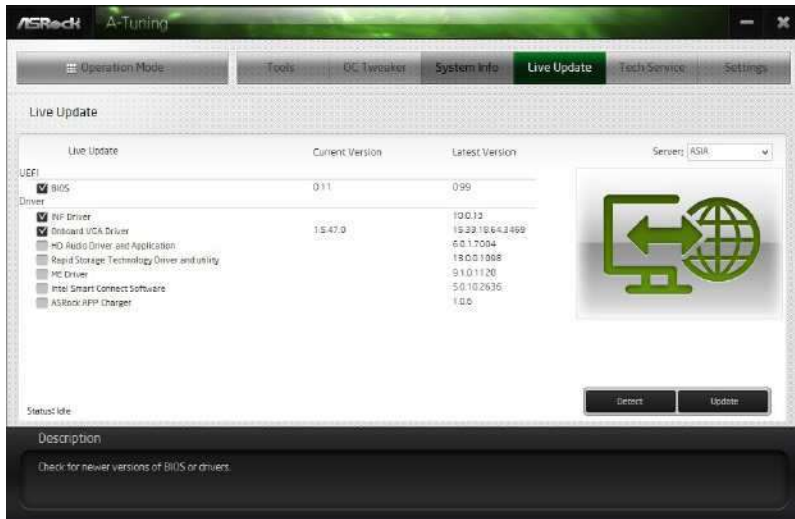 ASRock A-Tuning
Operation Mode Tools OC Tweaker System Info Live Update Tech Service Settings
Live Update
Live Update Current Version Latest Version Server: ASIA
UEFI
BIOS 0.11 0.99
Driver
INF Driver 10.0.13
Onboard VGA Driver 1.5.47.0 15.33.18.64.3469
HD Audio Driver and Application 6.0.1.7004
Rapid Storage Technology Driver and utility 13.0.0.1098
ME Driver 9.1.0.1120
Intel Smart Connect Software 5.0.10.2636
ASRock APP Charger 1.0.6
Detect Update
Status: Idle
Description
Check for newer versions of BIOS or drivers.